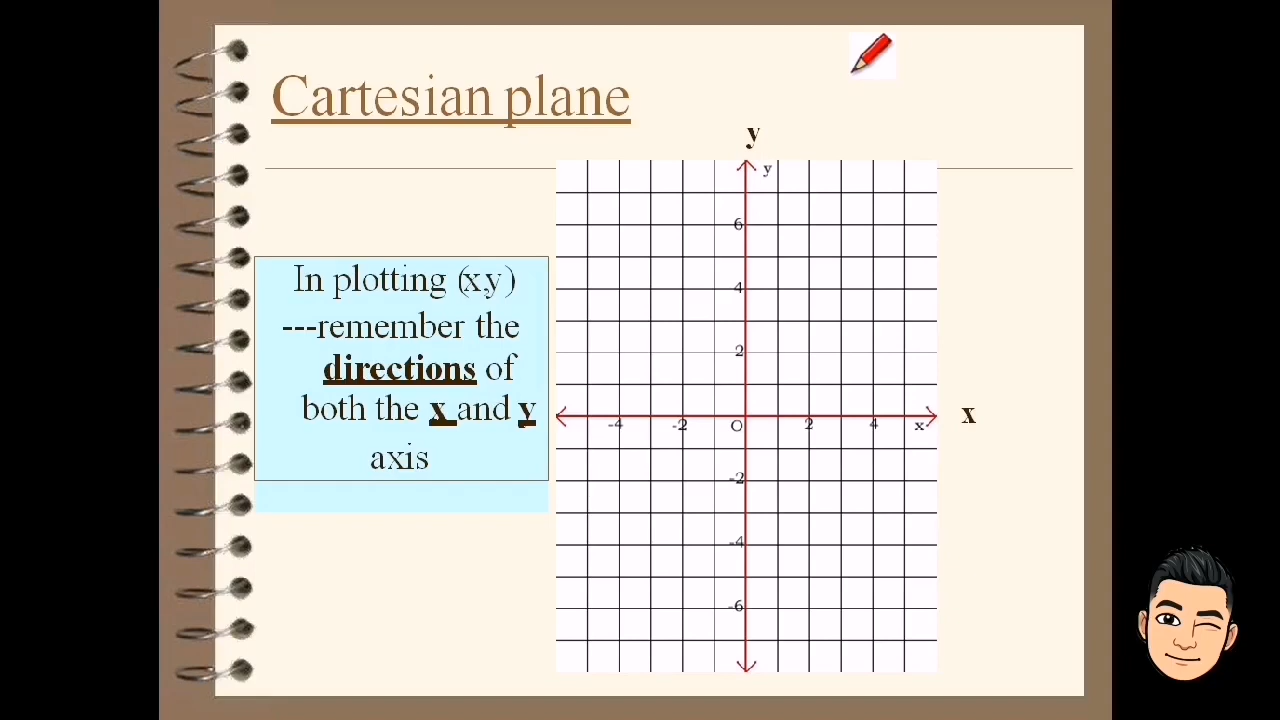 Cartesian plane
y
y
6
4
2
In plotting (x,y)
---remember the
directions of
both the x and y
axis
x
-4 -2 O 2 4 x
-2
-4
-6